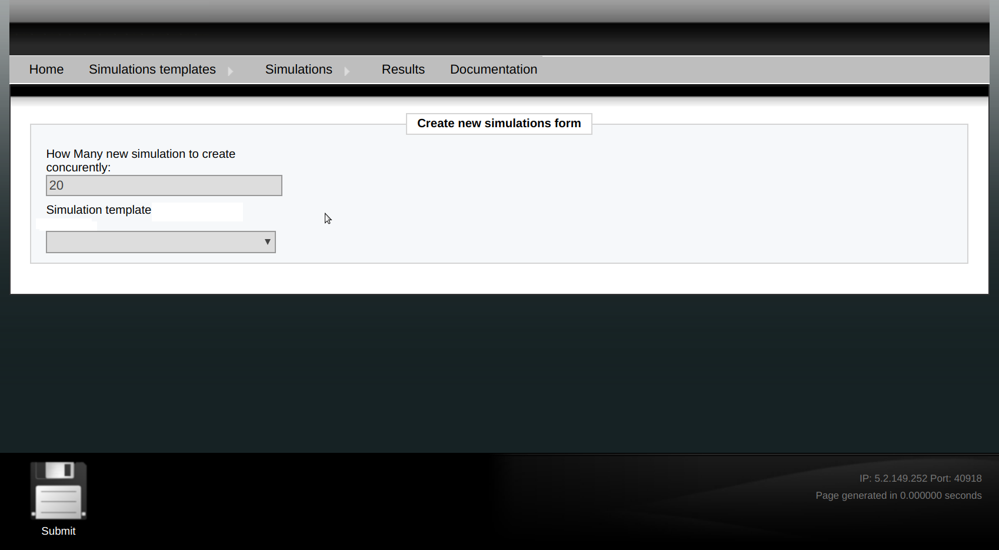 Home Simulations templates Simulations Results Documentation
Create new simulations form
How Many new simulation to create
concurently:
20
Simulation template
IP: 5.2.149.252 Port: 40918
Page generated in 0.000000 seconds
Submit